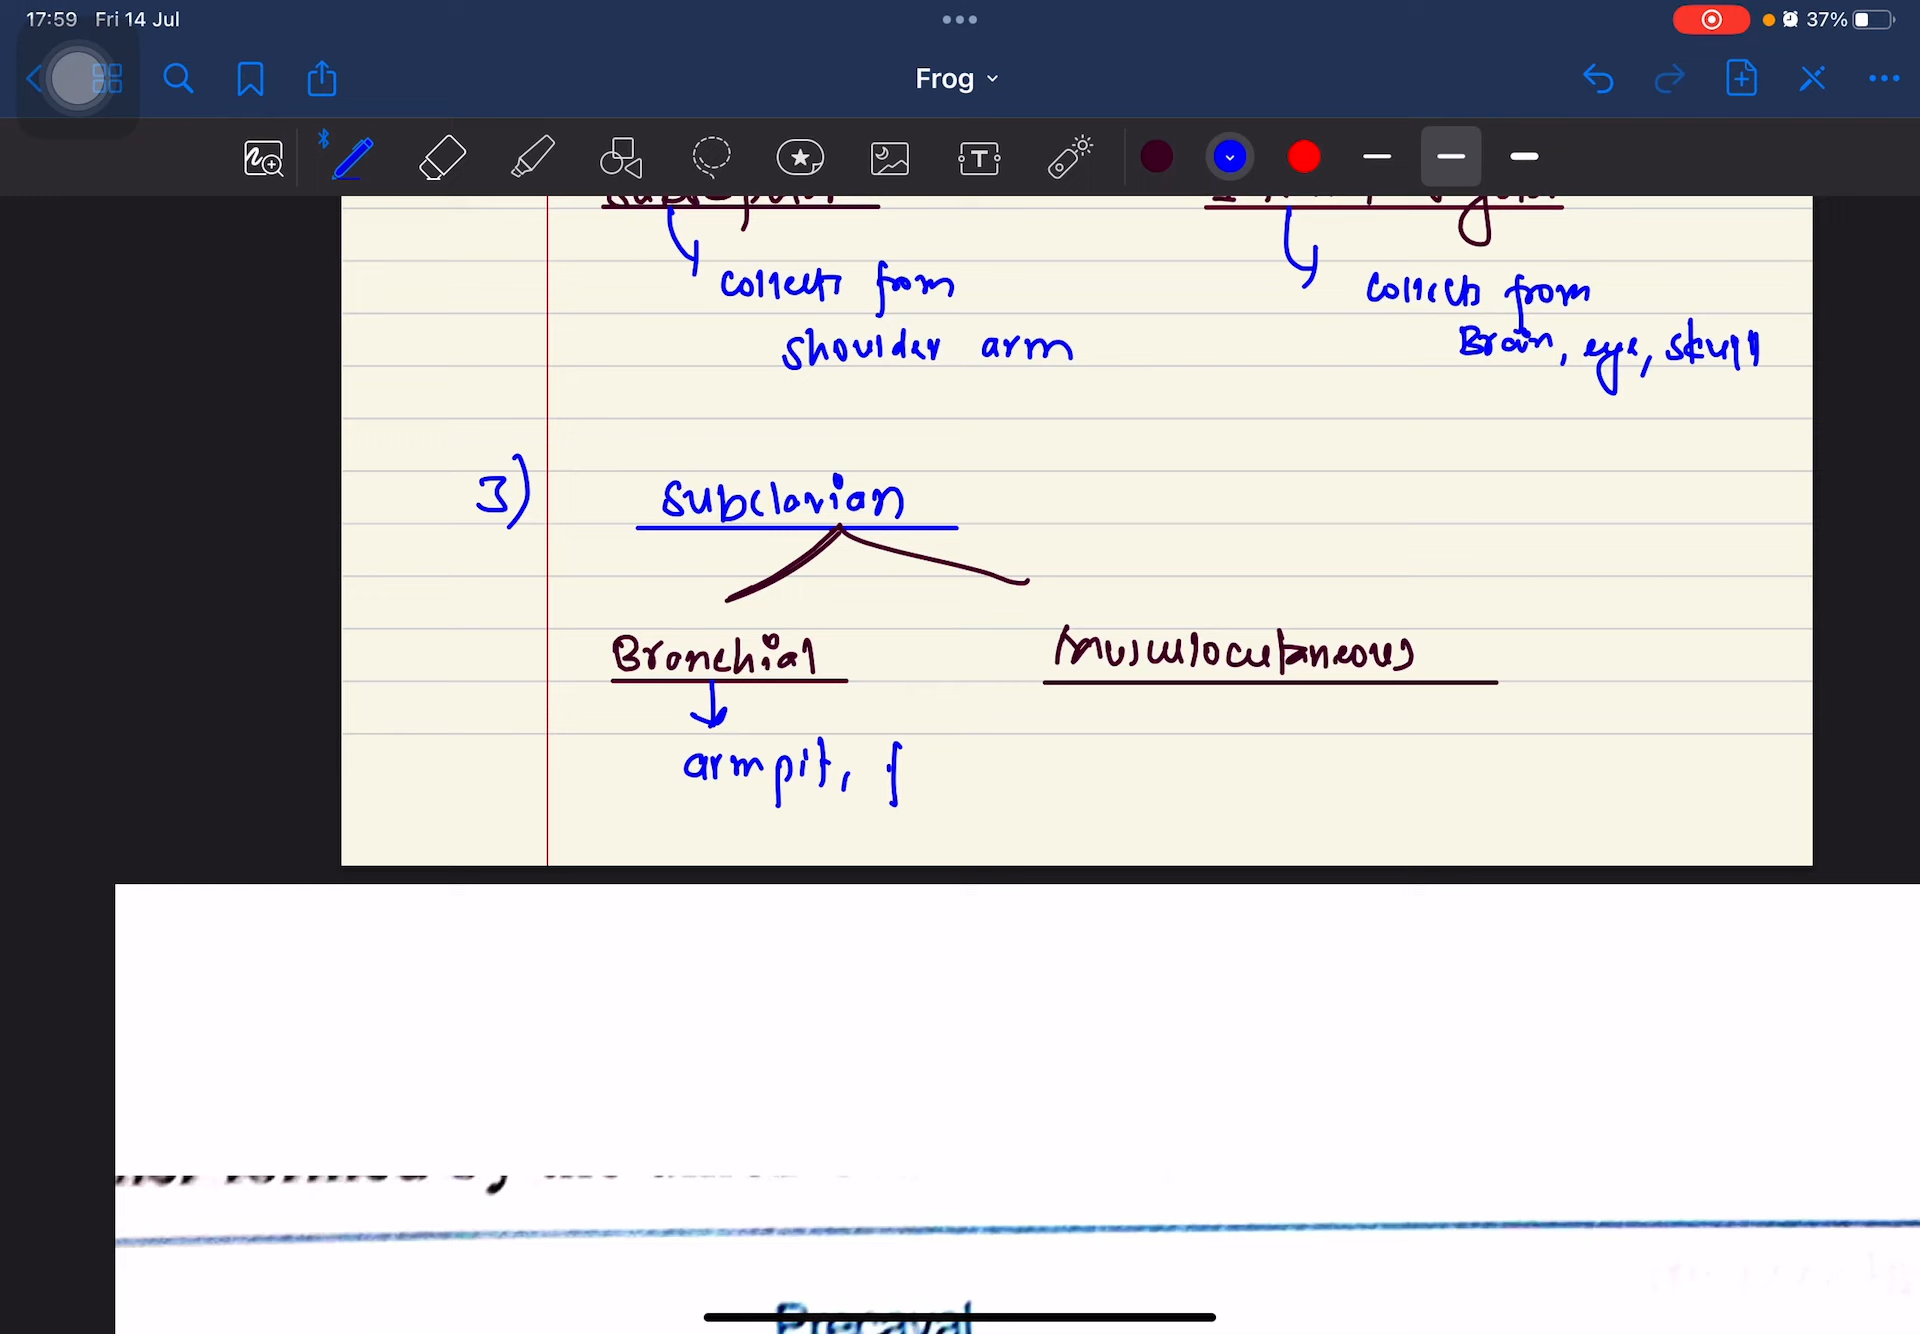 17:59 Fri 14 Jul
37%
Frog
T
collects from
shoulder arm
collects from
Brain, eye, skull
3)
Subclavian
Bronchial
Musculocutaneous
armpit, f
Precaval